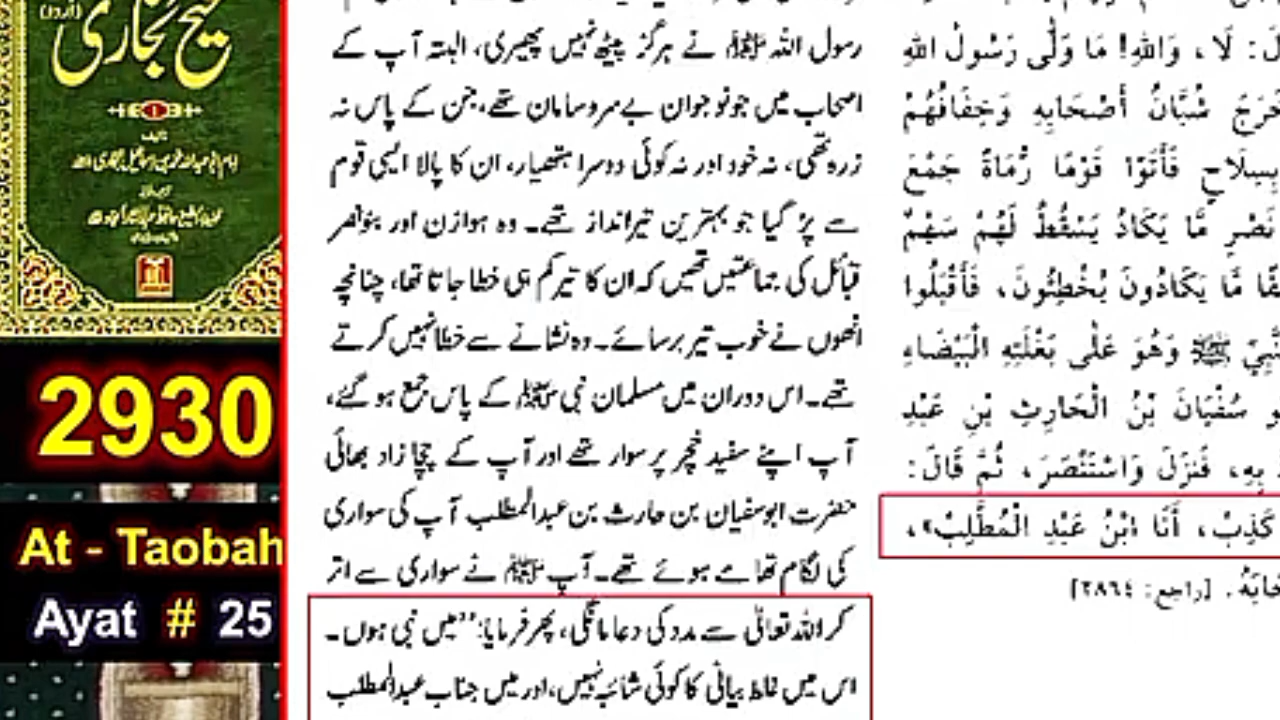 صحیح بخاری
(اردو)
2930
At - Taobah
Ayat # 25
رسول اللہ ﷺ نے ہرگز پیٹھ نہیں پھیری، البتہ آپ کے
اصحاب میں جو نوجوان بے سروسامان تھے، جن کے پاس نہ
زرہ تھی، نہ خود اور نہ کوئی دوسرا ہتھیار، ان کا پالا ایسی قوم
سے پڑ گیا جو بہترین تیرانداز تھے۔ وہ ہوازن اور بنونصر
قبائل کی جماعتیں تھیں کہ ان کا تیر کم ہی خطا جاتا تھا، چنانچہ
انھوں نے خوب تیر برسائے۔ وہ نشانے سے خطا نہیں کرتے
تھے۔ اس دوران میں مسلمان نبی ﷺ کے پاس جمع ہو گئے،
آپ اپنے سفید خچر پر سوار تھے اور آپ کے چچا زاد بھائی
حضرت ابوسفیان بن حارث بن عبدالمطلب آپ کی سواری
کی لگام تھامے ہوئے تھے۔ آپ ﷺ نے سواری سے اتر
کر اللہ تعالیٰ سے مدد کی دعا مانگی، پھر فرمایا: ’’میں نبی ہوں۔
اس میں غلط بیانی کا کوئی شائبہ نہیں، اور میں جناب عبدالمطلب
لَا، وَاللهِ! مَا وَلَّى رَسُولُ اللهِ
خَرَجَ شُبَّانُ أَصْحَابِهِ وَخِفَافُهُمْ
بِسِلَاحٍ فَأَتَوْا قَوْمًا رُمَاةً جَمْعَ
نَصْرٍ مَّا يَكَادُ يَسْقُطُ لَهُمْ سَهْمٌ
مَّا يَكَادُونَ يُخْطِئُونَ، فَأَقْبَلُوا
ﷺ وَهُوَ عَلٰى بَغْلَتِهِ الْبَيْضَاءِ
سُفْيَانَ بْنُ الْحَارِثِ بْنِ عَبْدِ
بِهِ، فَنَزَلَ وَاسْتَنْصَرَ، ثُمَّ قَالَ:
كَذِبْ، أَنَا ابْنُ عَبْدِ الْمُطَّلِبْ»،
[راجع: ٢٨٦٤]